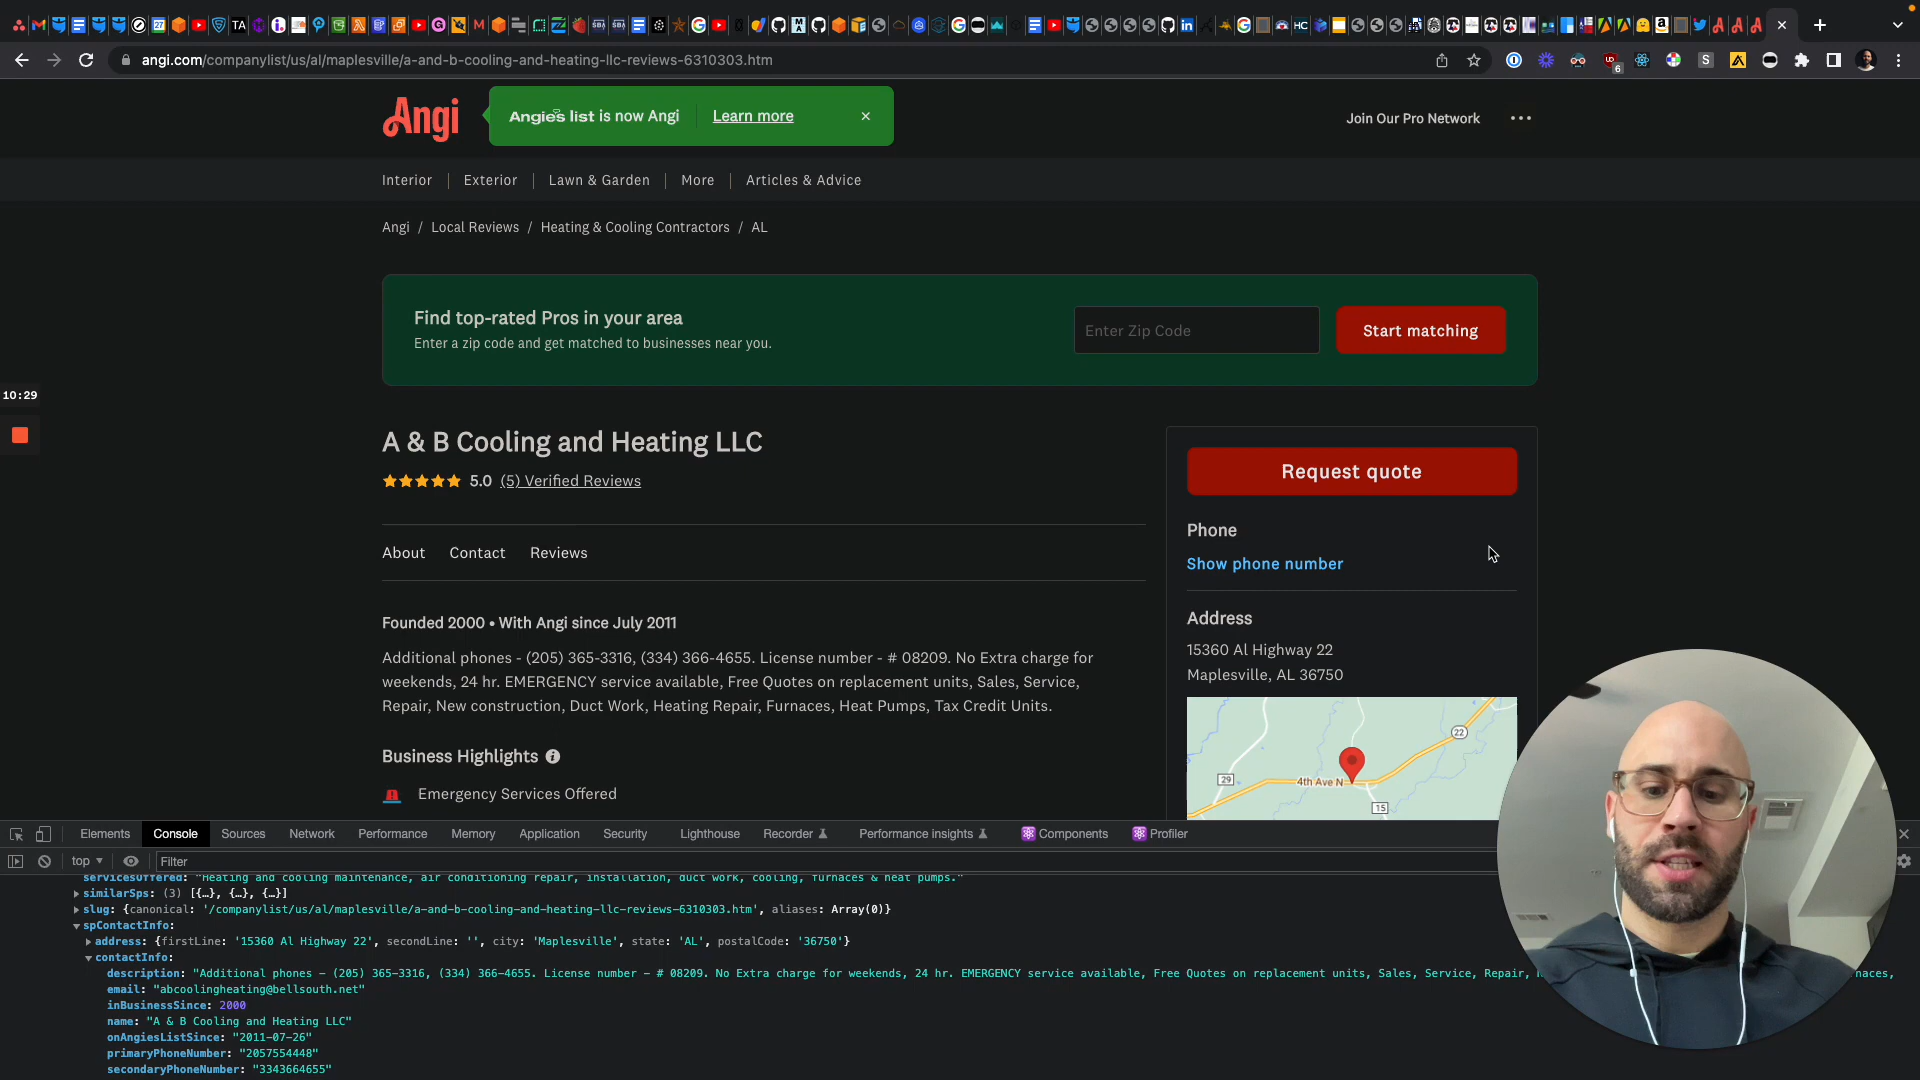 angi.com/companylist/us/al/maplesville/a-and-b-cooling-and-heating-llc-reviews-6310303.htm
Angi
Angie's list is now Angi
Learn more
Join Our Pro Network
Interior
Exterior
Lawn & Garden
More
Articles & Advice
Angi / Local Reviews / Heating & Cooling Contractors / AL
Find top-rated Pros in your area
Enter a zip code and get matched to businesses near you.
Enter Zip Code
Start matching
10:29
A & B Cooling and Heating LLC
5.0 (5) Verified Reviews
About
Contact
Reviews
Founded 2000 • With Angi since July 2011
Additional phones - (205) 365-3316, (334) 366-4655. License number - # 08209. No Extra charge for
weekends, 24 hr. EMERGENCY service available, Free Quotes on replacement units, Sales, Service,
Repair, New construction, Duct Work, Heating Repair, Furnaces, Heat Pumps, Tax Credit Units.
Business Highlights
Emergency Services Offered
Request quote
Phone
Show phone number
Address
15360 Al Highway 22
Maplesville, AL 36750
22
29
4th Ave N
15
Elements
Console
Sources
Network
Performance
Memory
Application
Security
Lighthouse
Recorder
Performance insights
Components
Profiler
top
Filter
servicesOffered: "Heating and cooling maintenance, air conditioning repair, installation, duct work, cooling, furnaces & heat pumps."
similarSps: (3) [{…}, {…}, {…}]
slug: {canonical: '/companylist/us/al/maplesville/a-and-b-cooling-and-heating-llc-reviews-6310303.htm', aliases: Array(0)}
spContactInfo:
address: {firstLine: '15360 Al Highway 22', secondLine: '', city: 'Maplesville', state: 'AL', postalCode: '36750'}
contactInfo:
description: "Additional phones - (205) 365-3316, (334) 366-4655. License number - # 08209. No Extra charge for weekends, 24 hr. EMERGENCY service available, Free Quotes on replacement units, Sales, Service, Repair,
email: "abcoolingheating@bellsouth.net"
inBusinessSince: 2000
name: "A & B Cooling and Heating LLC"
onAngiesListSince: "2011-07-26"
primaryPhoneNumber: "2057554448"
secondaryPhoneNumber: "3343664655"